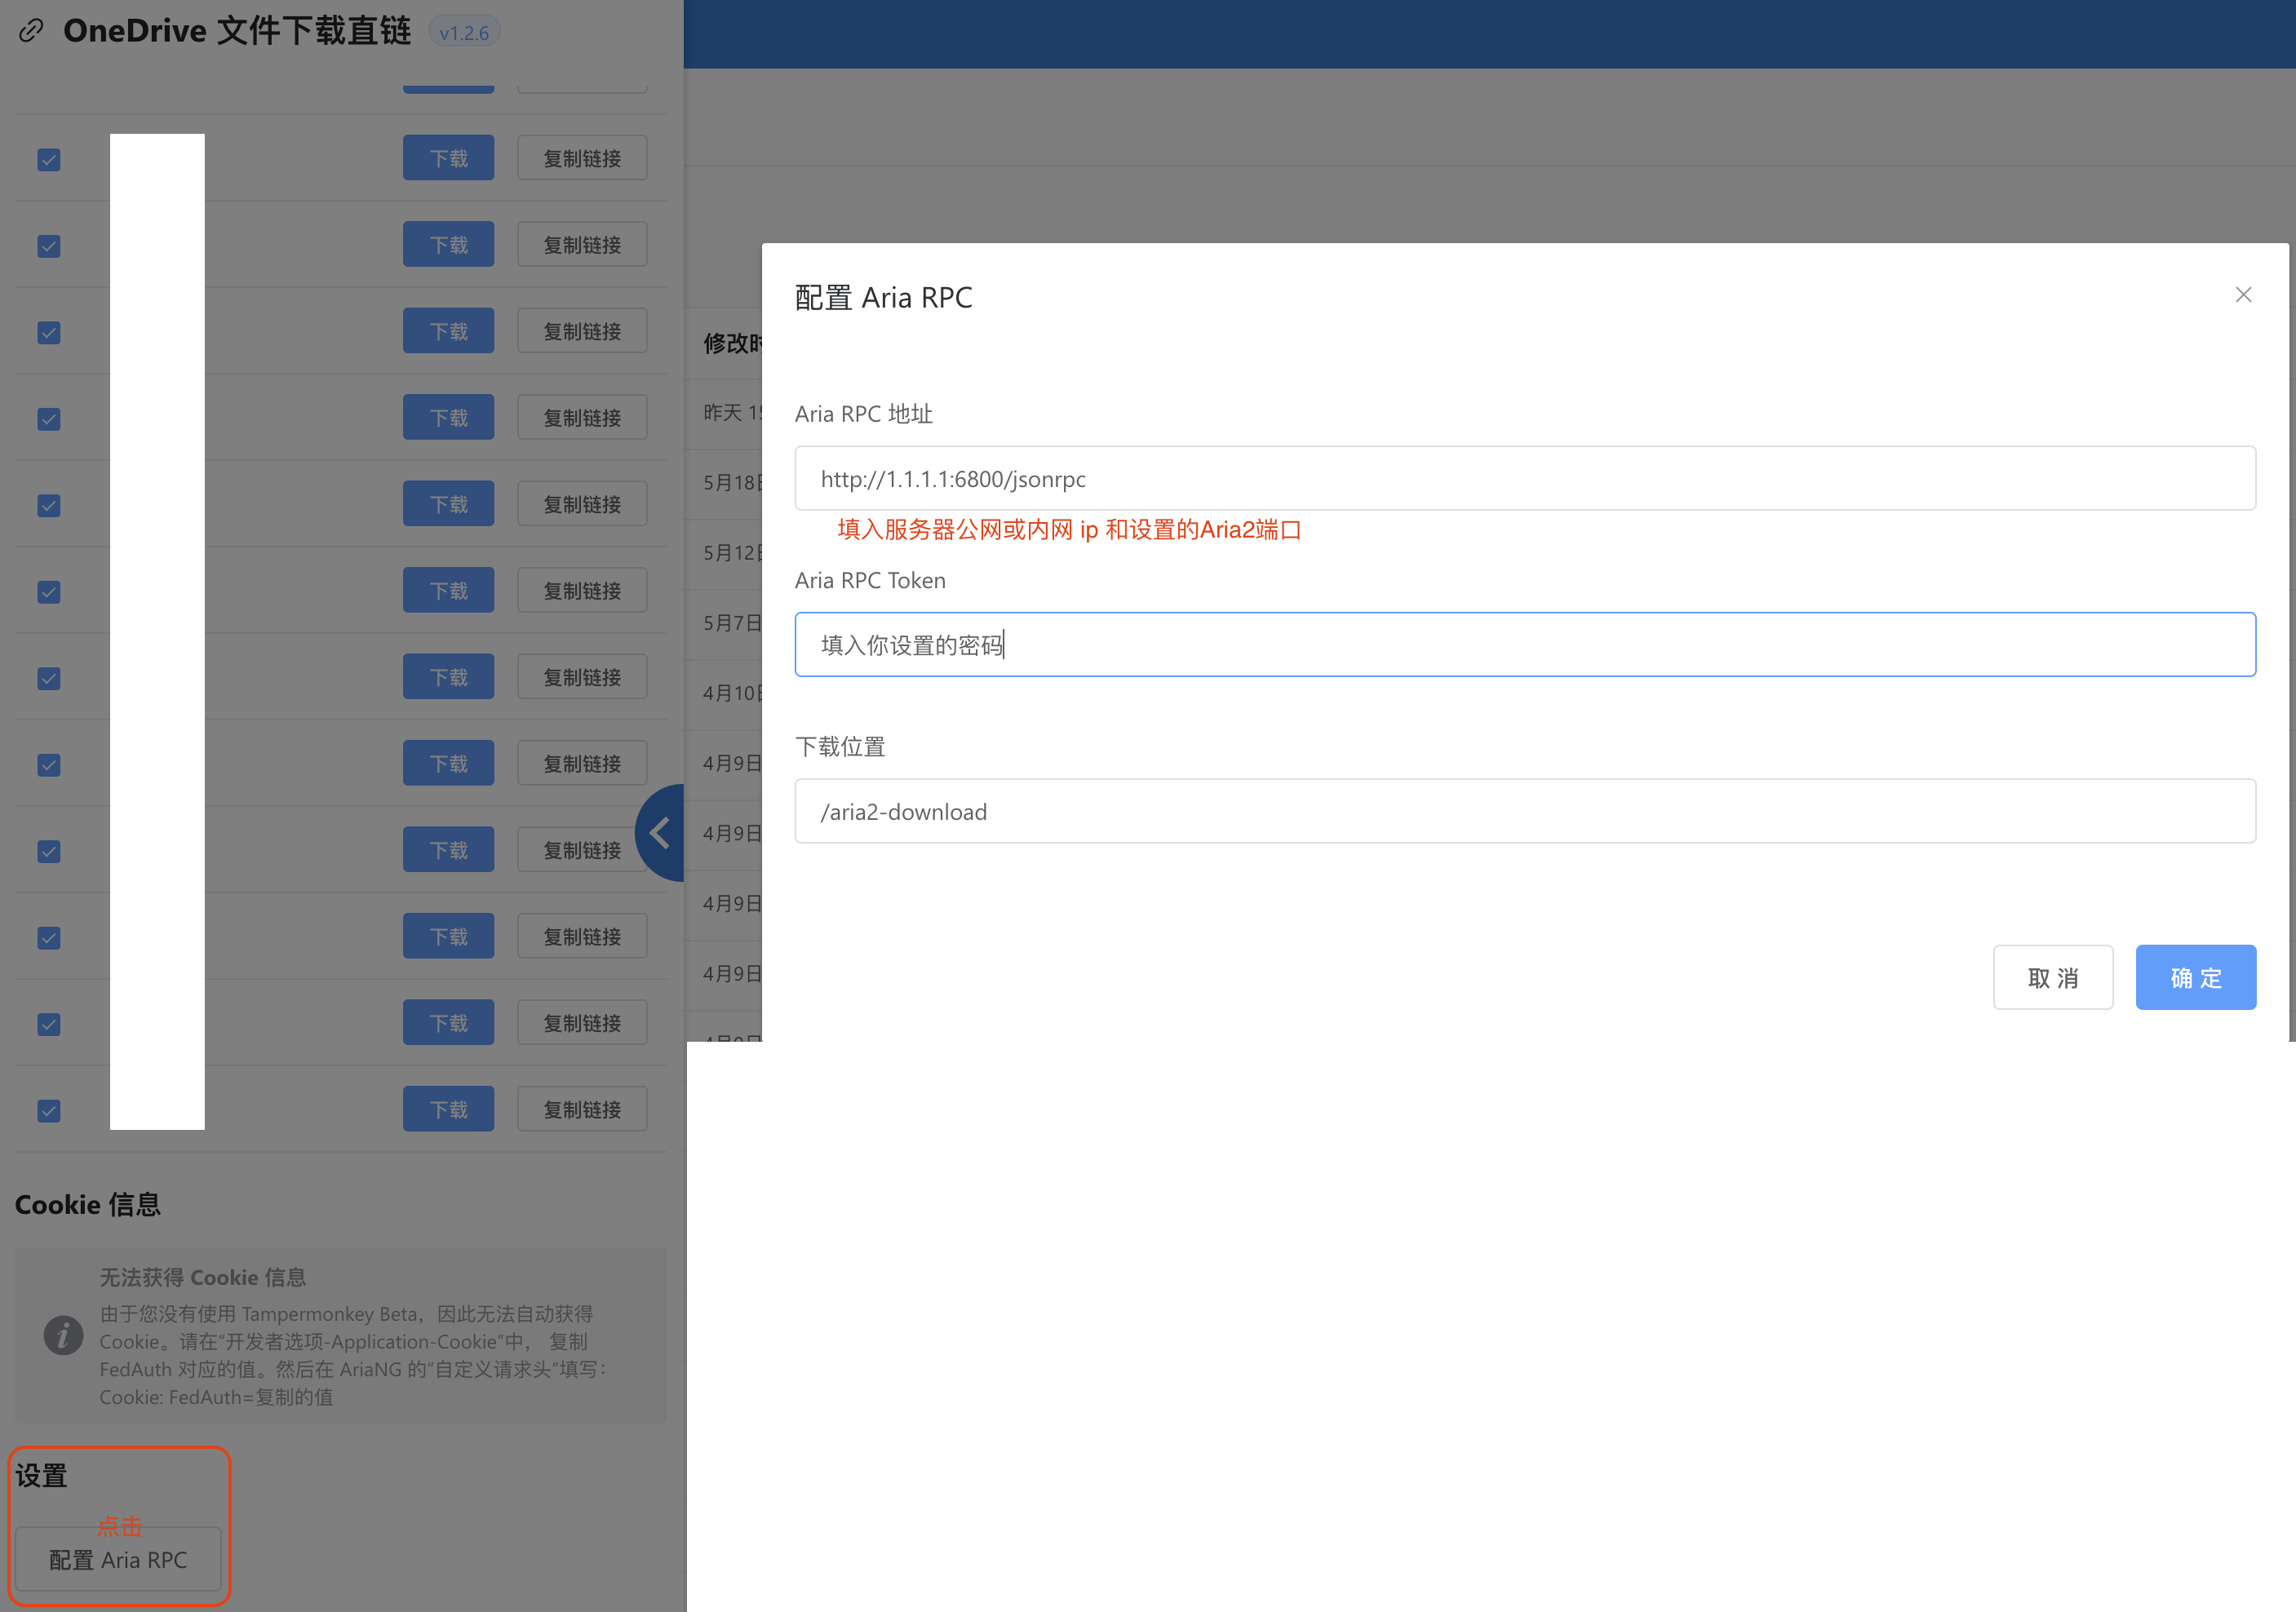 OneDrive 文件下载直链 v1.2.6
下载 复制链接
下载 复制链接
下载 复制链接
下载 复制链接
下载 复制链接
下载 复制链接
下载 复制链接
下载 复制链接
下载 复制链接
下载 复制链接
下载 复制链接
下载 复制链接
Cookie 信息
无法获得 Cookie 信息
由于您没有使用 Tampermonkey Beta，因此无法自动获得
Cookie。请在"开发者选项-Application-Cookie"中， 复制
FedAuth 对应的值。然后在 AriaNG 的"自定义请求头"填写：
Cookie: FedAuth=复制的值
设置
点击
配置 Aria RPC
修改时
昨天 15
5月18日
5月12日
5月7日
4月10日
4月9日
4月9日
4月9日
4月9日
4月9日
配置 Aria RPC
Aria RPC 地址
http://1.1.1.1:6800/jsonrpc
填入服务器公网或内网 ip 和设置的Aria2端口
Aria RPC Token
填入你设置的密码
下载位置
/aria2-download
取 消 确 定